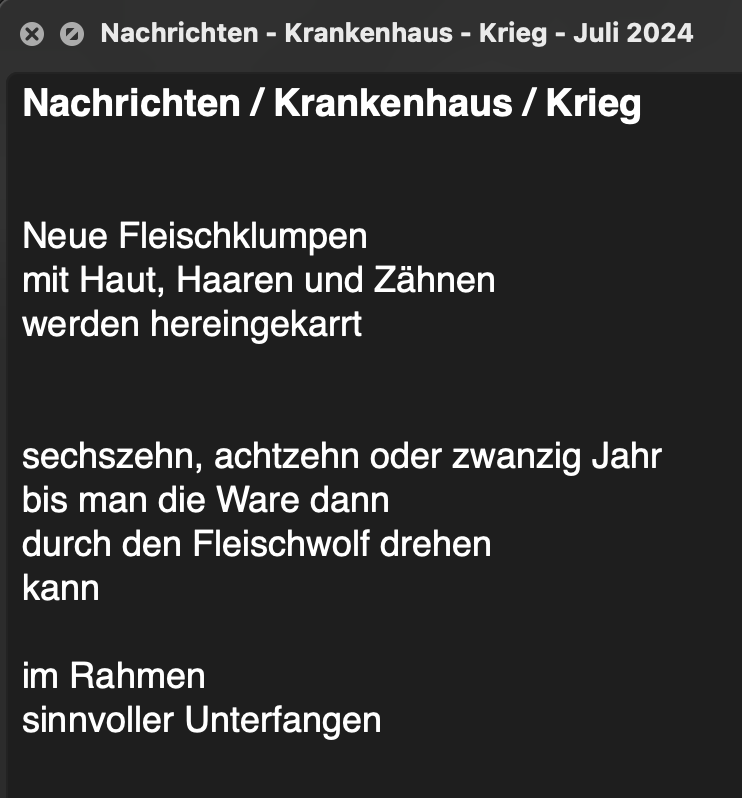 Nachrichten - Krankenhaus - Krieg - Juli 2024
Nachrichten / Krankenhaus / Krieg
Neue Fleischklumpen
mit Haut, Haaren und Zähnen
werden hereingekarrt
sechszehn, achtzehn oder zwanzig Jahr
bis man die Ware dann
durch den Fleischwolf drehen
kann
im Rahmen
sinnvoller Unterfangen